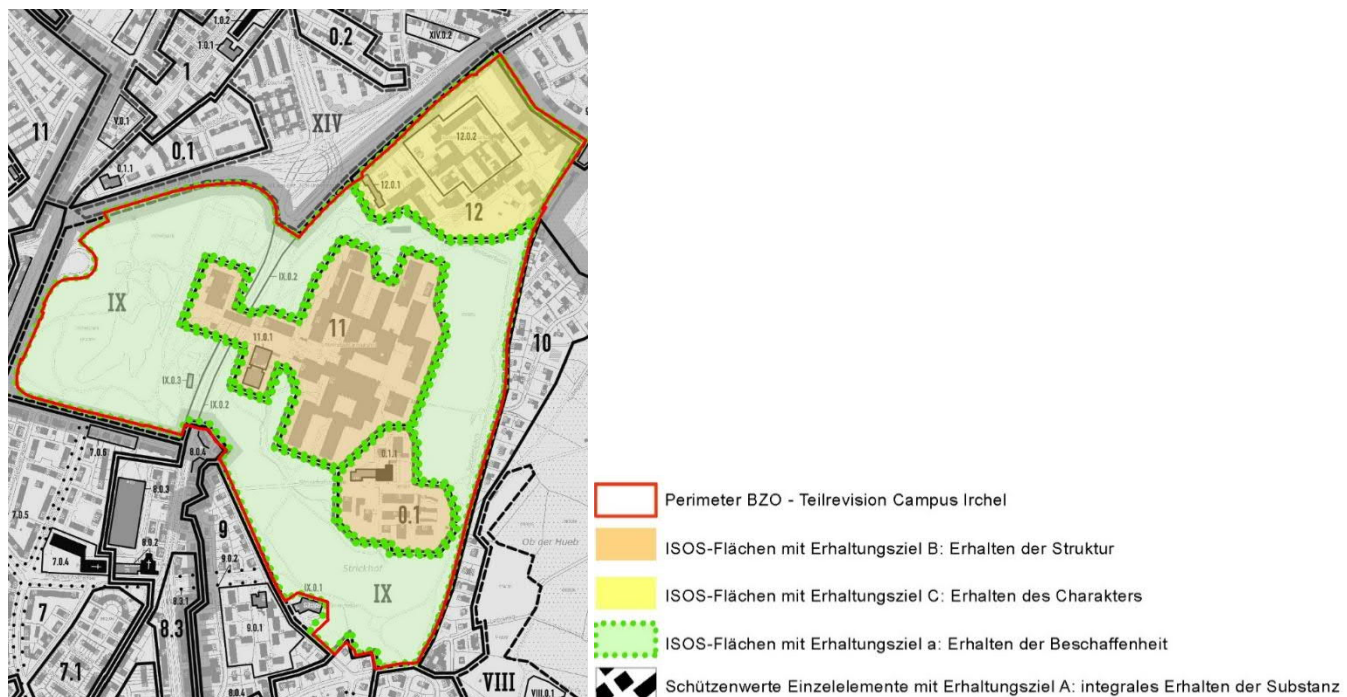 1.0.2
1.0.1
0.2
XIV.0.2
1
V.0.1
11
0.1
XIV
0.1.1
12.0.2
12.0.1
12
IX
IX.0.2
11
11.0.1
10
IX.0.3
IX.0.2
0.1.1
7.0.6
8.0.4
8.0.3
0.1
7.0.5
9
Ob der Hueb
9.0.2
8.0.2
7.0.4
Strickhof
IX
IX.0.1
7
8.3
9.0.1
7.1
VIII
VIII.0.1
Perimeter BZO - Teilrevision Campus Irchel
ISOS-Flächen mit Erhaltungsziel B: Erhalten der Struktur
ISOS-Flächen mit Erhaltungsziel C: Erhalten des Charakters
ISOS-Flächen mit Erhaltungsziel a: Erhalten der Beschaffenheit
Schützenwerte Einzelelemente mit Erhaltungsziel A: integrales Erhalten der Substanz